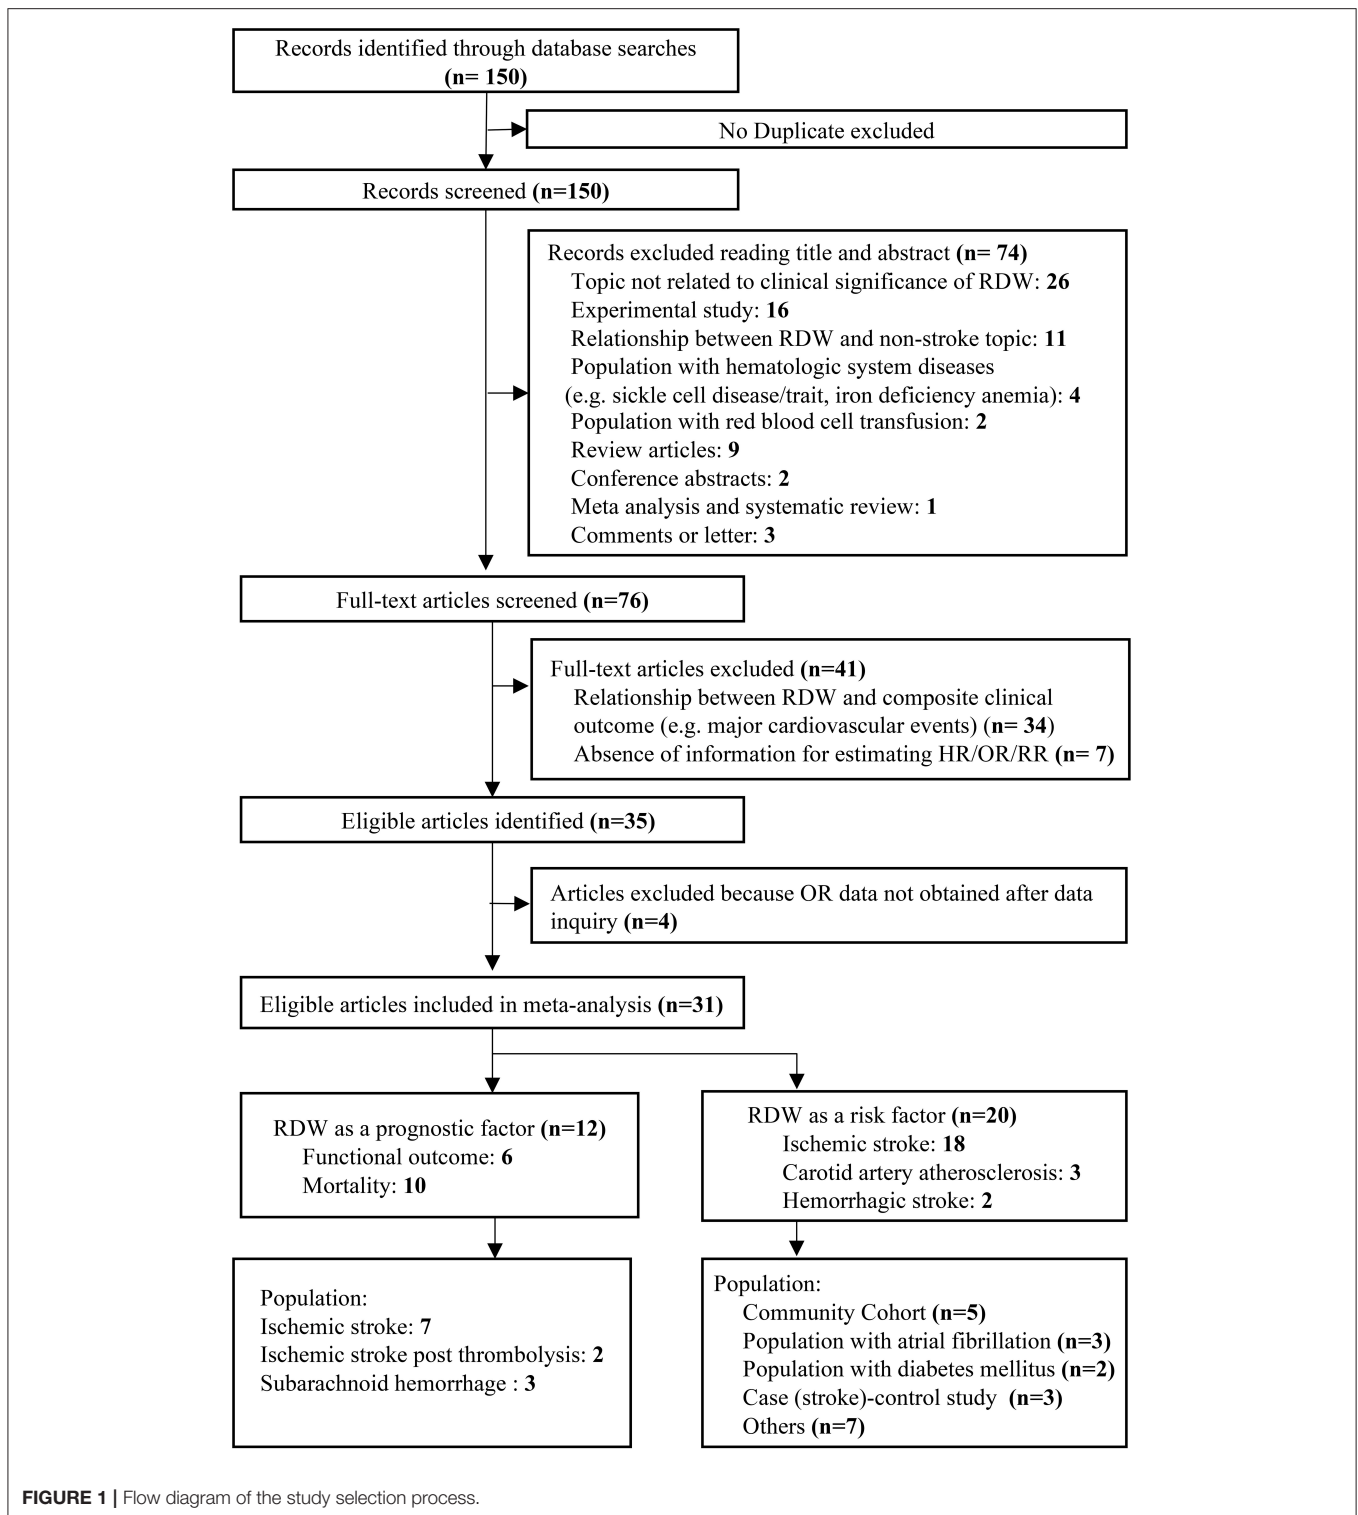 Records identified through database searches
(n= 150)
No Duplicate excluded
Records screened (n=150)
Records excluded reading title and abstract (n= 74)
Topic not related to clinical significance of RDW: 26
Experimental study: 16
Relationship between RDW and non-stroke topic: 11
Population with hematologic system diseases
(e.g. sickle cell disease/trait, iron deficiency anemia): 4
Population with red blood cell transfusion: 2
Review articles: 9
Conference abstracts: 2
Meta analysis and systematic review: 1
Comments or letter: 3
Full-text articles screened (n=76)
Full-text articles excluded (n=41)
Relationship between RDW and composite clinical
outcome (e.g. major cardiovascular events) (n= 34)
Absence of information for estimating HR/OR/RR (n= 7)
Eligible articles identified (n=35)
Articles excluded because OR data not obtained after data
inquiry (n=4)
Eligible articles included in meta-analysis (n=31)
RDW as a prognostic factor (n=12)
Functional outcome: 6
Mortality: 10
RDW as a risk factor (n=20)
Ischemic stroke: 18
Carotid artery atherosclerosis: 3
Hemorrhagic stroke: 2
Population:
Ischemic stroke: 7
Ischemic stroke post thrombolysis: 2
Subarachnoid hemorrhage : 3
Population:
Community Cohort (n=5)
Population with atrial fibrillation (n=3)
Population with diabetes mellitus (n=2)
Case (stroke)-control study (n=3)
Others (n=7)
FIGURE 1 | Flow diagram of the study selection process.